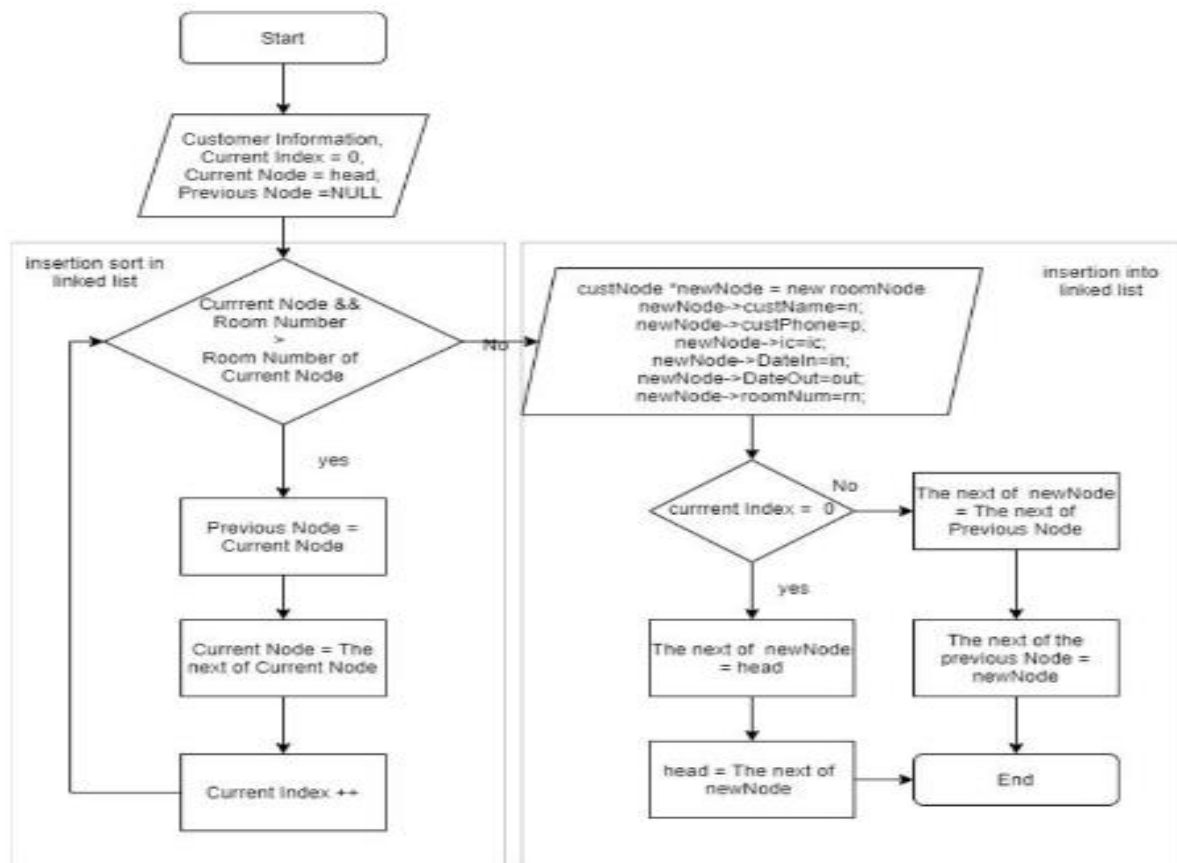 Start
Customer Information,
Current Index = 0,
Current Node = head,
Previous Node =NULL
insertion sort in
linked list
Currrent Node &&
Room Number
>
Room Number of
Current Node
No
yes
Previous Node =
Current Node
Current Node = The
next of Current Node
Current Index ++
insertion into
linked list
custNode *newNode = new roomNode
newNode->custName=n;
newNode->custPhone=p;
newNode->ic=ic;
newNode->DateIn=in;
newNode->DateOut=out;
newNode->roomNum=rn;
currrent Index =  0
No
yes
The next of  newNode
= The next of
Previous Node
The next of the
previous Node =
newNode
The next of  newNode
= head
head = The next of
newNode
End